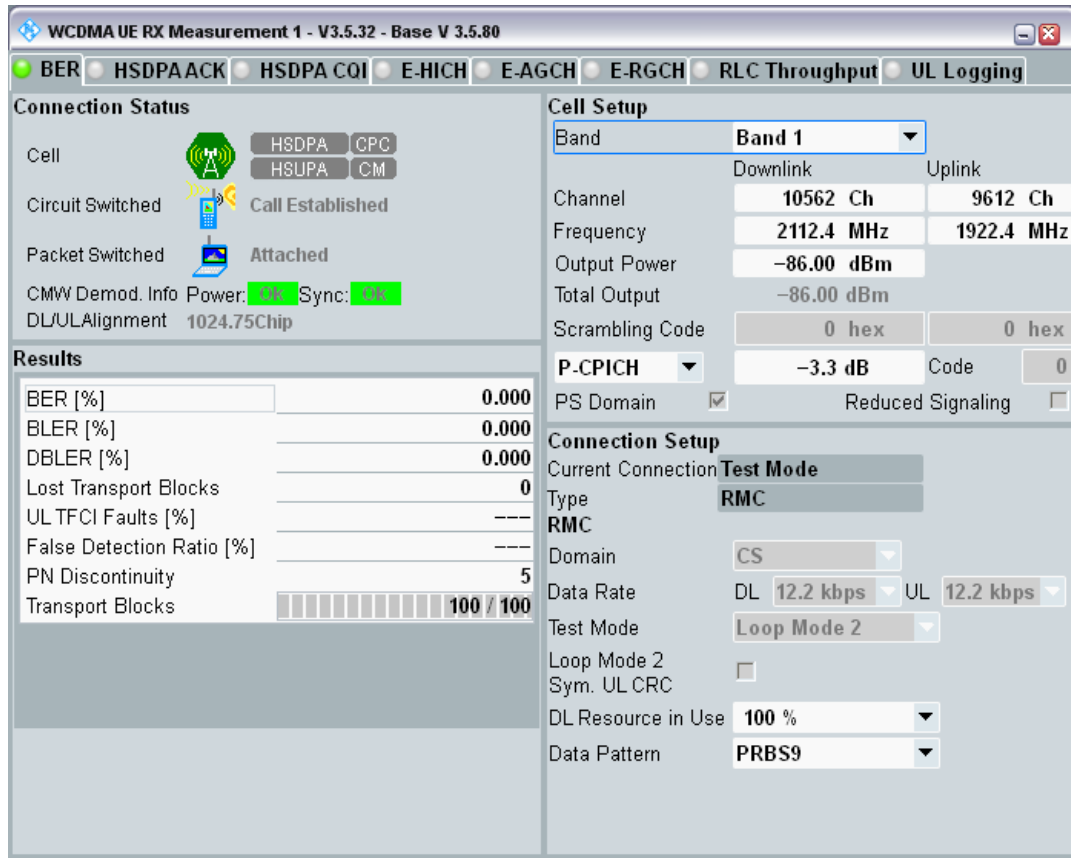 WCDMA UE RX Measurement 1 - V3.5.32 - Base V 3.5.80
BER HSDPA ACK HSDPA CQI E-HICH E-AGCH E-RGCH RLC Throughput UL Logging
Connection Status
Cell HSDPA CPC
HSUPA CM
Circuit Switched Call Established
Packet Switched Attached
CMW Demod. Info Power: Ok Sync: Ok
DL/UL Alignment 1024.75Chip
Results
BER [%] 0.000
BLER [%] 0.000
DBLER [%] 0.000
Lost Transport Blocks 0
UL TFCI Faults [%] ---
False Detection Ratio [%] ---
PN Discontinuity 5
Transport Blocks 100 / 100
Cell Setup
Band Band 1
Downlink Uplink
Channel 10562 Ch 9612 Ch
Frequency 2112.4 MHz 1922.4 MHz
Output Power −86.00 dBm
Total Output −86.00 dBm
Scrambling Code 0 hex 0 hex
P-CPICH −3.3 dB Code 0
PS Domain Reduced Signaling
Connection Setup
Current Connection Test Mode
Type RMC
RMC
Domain CS
Data Rate DL 12.2 kbps UL 12.2 kbps
Test Mode Loop Mode 2
Loop Mode 2
Sym. UL CRC
DL Resource in Use 100 %
Data Pattern PRBS9